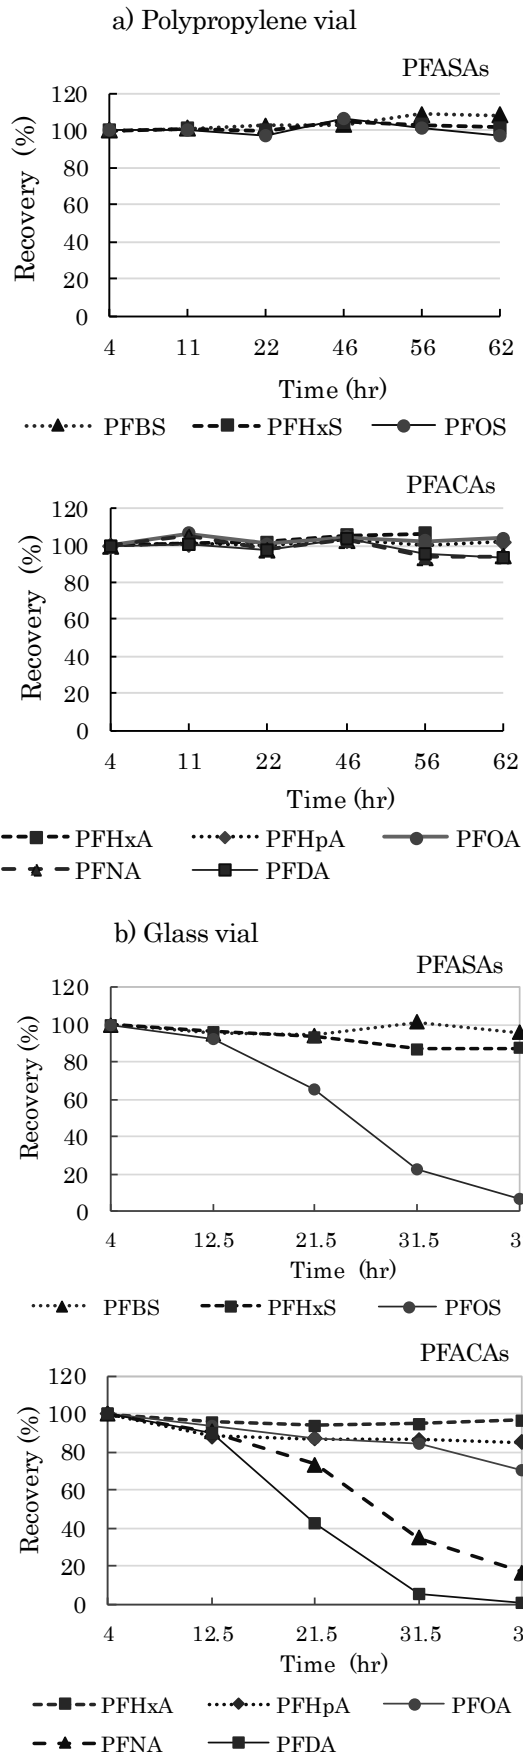 a) Polypropylene vial
PFASAs
120
100
80
60
40
20
0
Recovery (%)
4 11 22 46 56 62
Time (hr)
PFBS PFHxS PFOS
PFACAs
120
100
80
60
40
20
0
Recovery (%)
4 11 22 46 56 62
Time (hr)
PFHxA PFHpA PFOA
PFNA PFDA
b) Glass vial
PFASAs
120
100
80
60
40
20
0
Recovery (%)
4 12.5 21.5 31.5 3
Time (hr)
PFBS PFHxS PFOS
PFACAs
120
100
80
60
40
20
0
Recovery (%)
4 12.5 21.5 31.5 3
Time (hr)
PFHxA PFHpA PFOA
PFNA PFDA